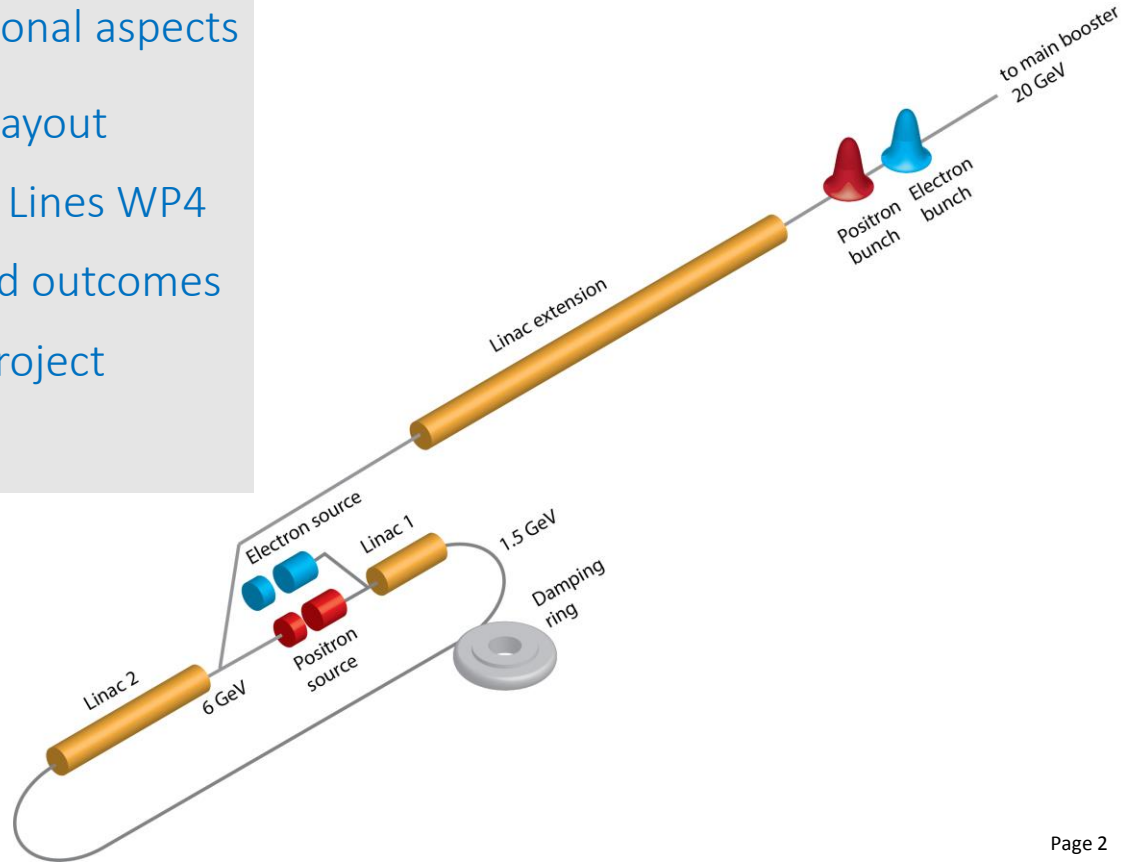 onal aspects
ayout
Lines WP4
d outcomes
roject
to main booster
20 GeV
Electron
bunch
Positron
bunch
Linac extension
Electron source
Linac 1
1.5 GeV
Damping
ring
Positron
source
Linac 2
6 GeV
Page 2